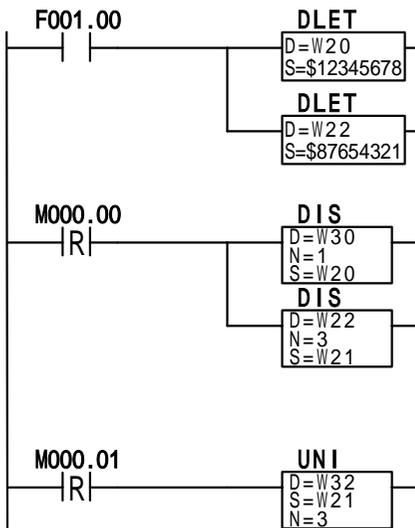 F001.00
DLET
D=W20
S=$12345678
DLET
D=W22
S=$87654321
M000.00
R
DIS
D=W30
N=1
S=W20
DIS
D=W22
N=3
S=W21
M000.01
R
UNI
D=W32
S=W21
N=3